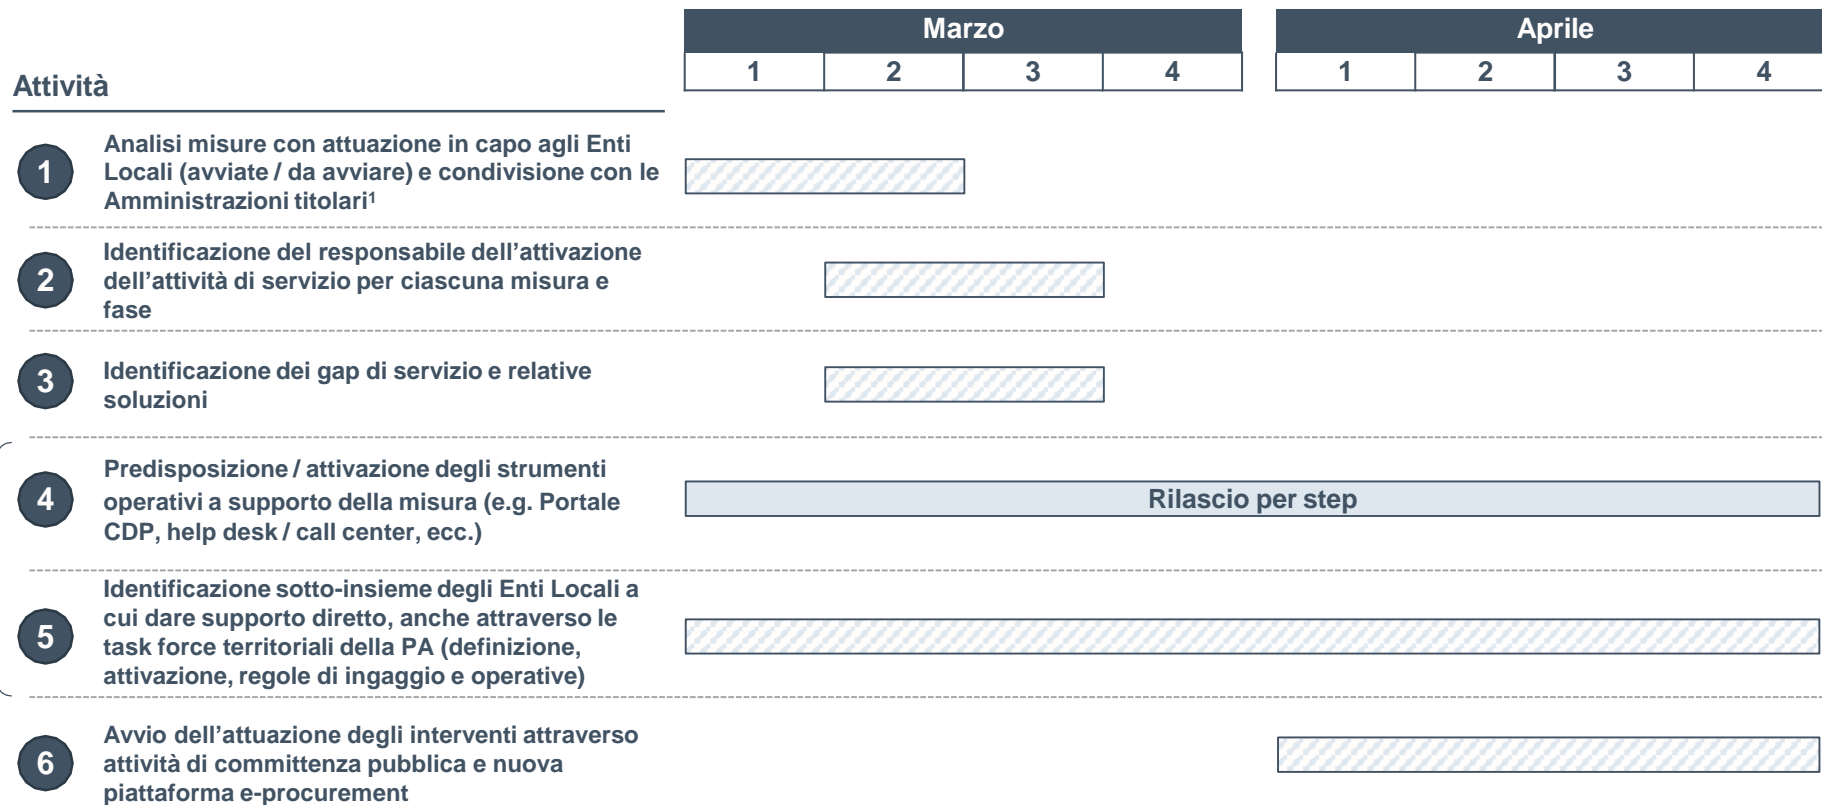 Marzo
Aprile
1 2 3 4 1 2 3 4
Attività
1
Analisi misure con attuazione in capo agli Enti
Locali (avviate / da avviare) e condivisione con le
Amministrazioni titolari¹
2
Identificazione del responsabile dell’attivazione
dell’attività di servizio per ciascuna misura e
fase
3
Identificazione dei gap di servizio e relative
soluzioni
4
Predisposizione / attivazione degli strumenti
operativi a supporto della misura (e.g. Portale
CDP, help desk / call center, ecc.)
Rilascio per step
5
Identificazione sotto-insieme degli Enti Locali a
cui dare supporto diretto, anche attraverso le
task force territoriali della PA (definizione,
attivazione, regole di ingaggio e operative)
6
Avvio dell’attuazione degli interventi attraverso
attività di committenza pubblica e nuova
piattaforma e-procurement